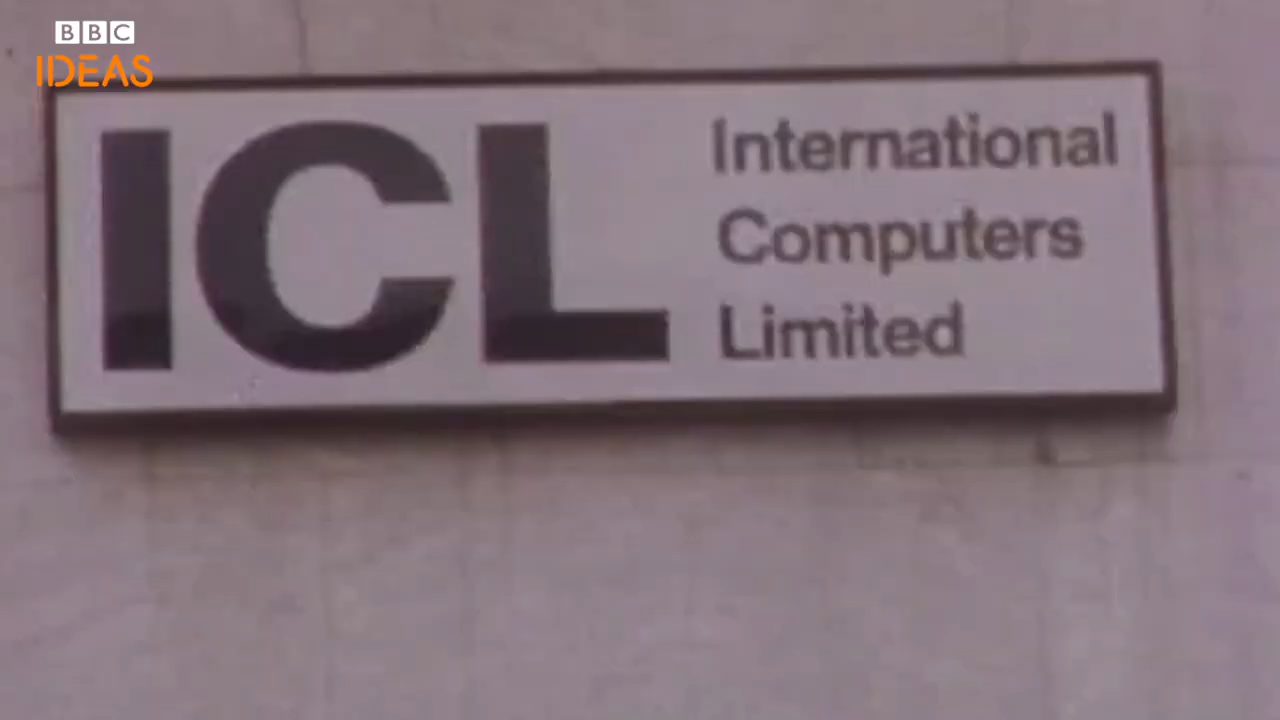 BBC
IDEAS
ICL
International
Computers
Limited